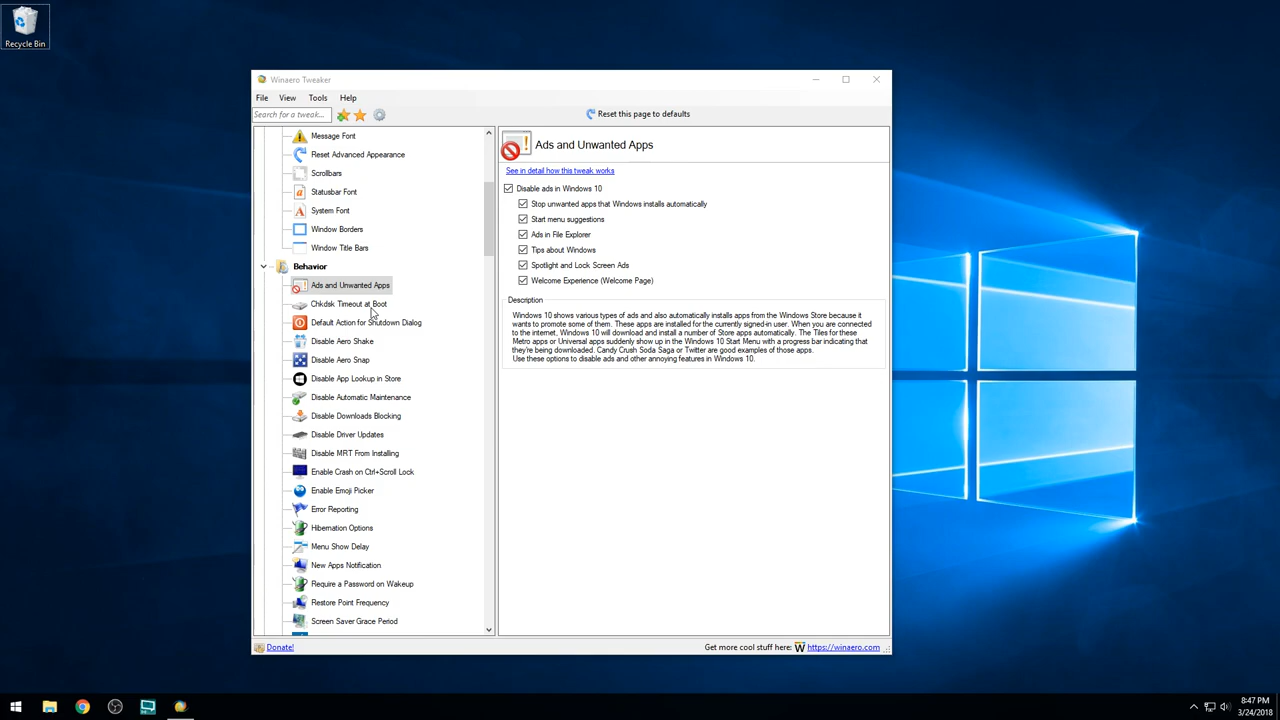 Recycle Bin
Winaero Tweaker
File View Tools Help
Search for a tweak...
Reset this page to defaults
Message Font
Reset Advanced Appearance
Scrollbars
Statusbar Font
System Font
Window Borders
Window Title Bars
Behavior
Ads and Unwanted Apps
Chkdsk Timeout at Boot
Default Action for Shutdown Dialog
Disable Aero Shake
Disable Aero Snap
Disable App Lookup in Store
Disable Automatic Maintenance
Disable Downloads Blocking
Disable Driver Updates
Disable MRT From Installing
Enable Crash on Ctrl+Scroll Lock
Enable Emoji Picker
Error Reporting
Hibernation Options
Menu Show Delay
New Apps Notification
Require a Password on Wakeup
Restore Point Frequency
Screen Saver Grace Period
Ads and Unwanted Apps
See in detail how this tweak works
Disable ads in Windows 10
Stop unwanted apps that Windows installs automatically
Start menu suggestions
Ads in File Explorer
Tips about Windows
Spotlight and Lock Screen Ads
Welcome Experience (Welcome Page)
Description
Windows 10 shows various types of ads and also automatically installs apps from the Windows Store because it
wants to promote some of them. These apps are installed for the currently signed-in user. When you are connected
to the internet, Windows 10 will download and install a number of Store apps automatically. The Tiles for these
Metro apps or Universal apps suddenly show up in the Windows 10 Start Menu with a progress bar indicating that
they're being downloaded. Candy Crush Soda Saga or Twitter are good examples of those apps.
Use these options to disable ads and other annoying features in Windows 10.
Donate!
Get more cool stuff here: W https://winaero.com
8:47 PM
3/24/2018